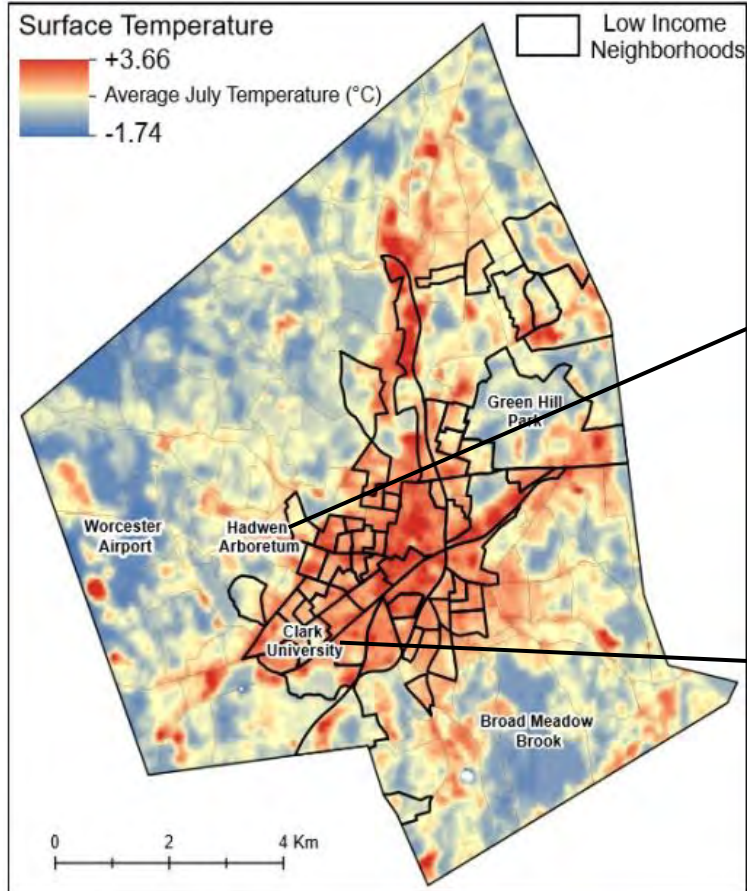 Surface Temperature
+3.66
Average July Temperature (°C)
-1.74
Low Income
Neighborhoods
Green Hill
Park
Worcester
Airport
Hadwen
Arboretum
Clark
University
Broad Meadow
Brook
0 2 4 Km